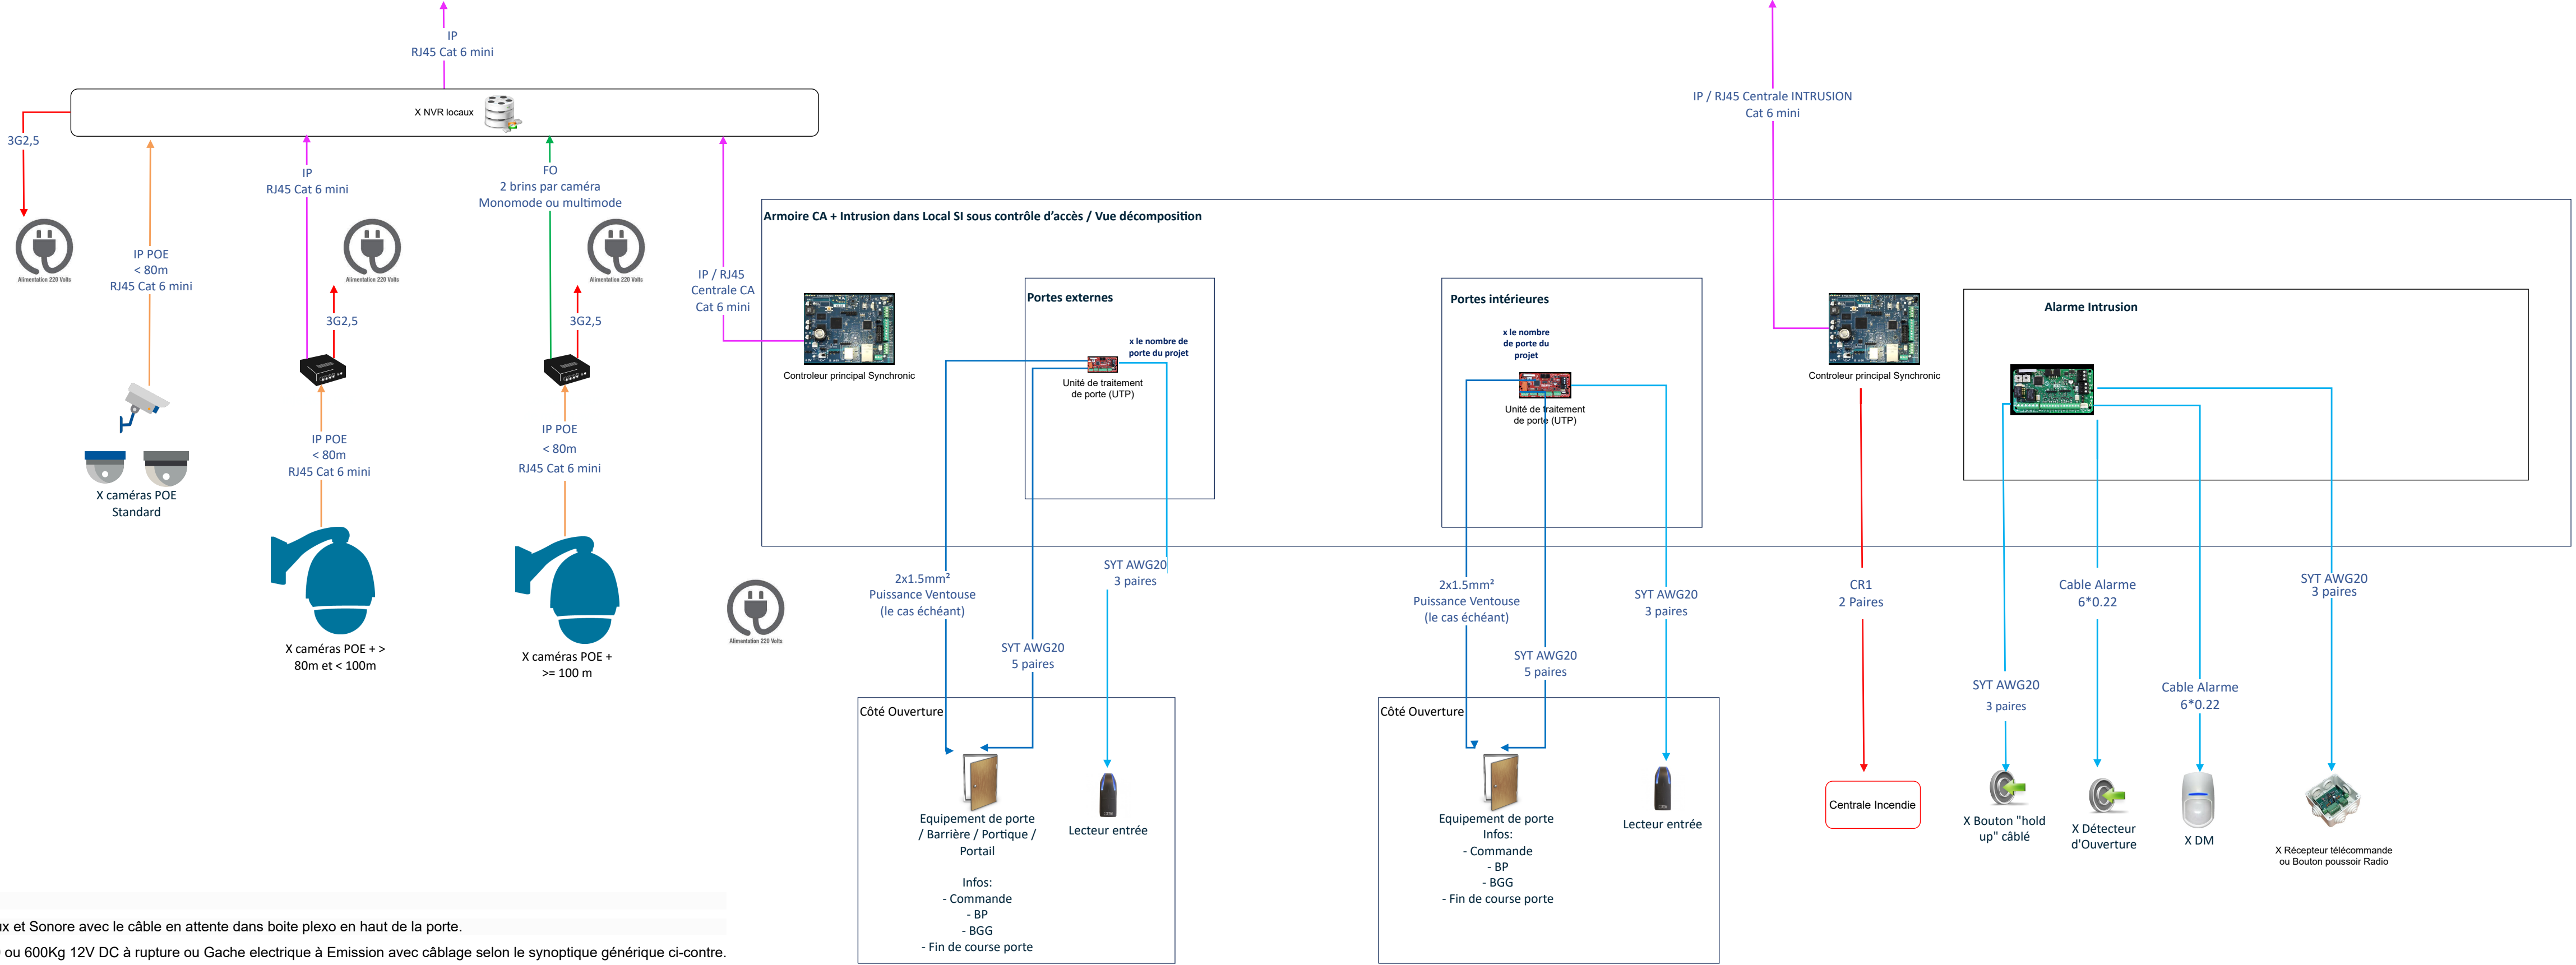 IP
RJ45 Cat 6 mini
X NVR locaux
3G2,5
Alimentation 220 Volts
IP POE
< 80m
RJ45 Cat 6 mini
X caméras POE
Standard
IP
RJ45 Cat 6 mini
Alimentation 220 Volts
3G2,5
IP POE
< 80m
RJ45 Cat 6 mini
X caméras POE + >
80m et < 100m
FO
2 brins par caméra
Monomode ou multimode
Alimentation 220 Volts
3G2,5
IP POE
< 80m
RJ45 Cat 6 mini
X caméras POE +
>= 100 m
IP / RJ45
Centrale CA
Cat 6 mini
Alimentation 220 Volts
Armoire CA + Intrusion dans Local SI sous contrôle d'accès / Vue décomposition
Controleur principal Synchronic
Portes externes
x le nombre de
porte du projet
Unité de traitement
de porte (UTP)
2x1.5mm²
Puissance Ventouse
(le cas échéant)
SYT AWG20
5 paires
SYT AWG20
3 paires
Côté Ouverture
Equipement de porte
/ Barrière / Portique /
Portail
Infos:
- Commande
- BP
- BGG
- Fin de course porte
Lecteur entrée
Portes intérieures
x le nombre
de porte du
projet
Unité de traitement
de porte (UTP)
2x1.5mm²
Puissance Ventouse
(le cas échéant)
SYT AWG20
5 paires
SYT AWG20
3 paires
Côté Ouverture
Equipement de porte
Infos:
- Commande
- BP
- BGG
- Fin de course porte
Lecteur entrée
IP / RJ45 Centrale INTRUSION
Cat 6 mini
Controleur principal Synchronic
CR1
2 Paires
Centrale Incendie
Alarme Intrusion
SYT AWG20
3 paires
X Bouton "hold
up" câblé
Cable Alarme
6*0.22
X Détecteur
d'Ouverture
Cable Alarme
6*0.22
X DM
SYT AWG20
3 paires
X Récepteur télécommande
ou Bouton poussoir Radio
ux et Sonore avec le câble en attente dans boite plexo en haut de la porte.
ou 600Kg 12V DC à rupture ou Gache electrique à Emission avec câblage selon le synoptique générique ci-contre.